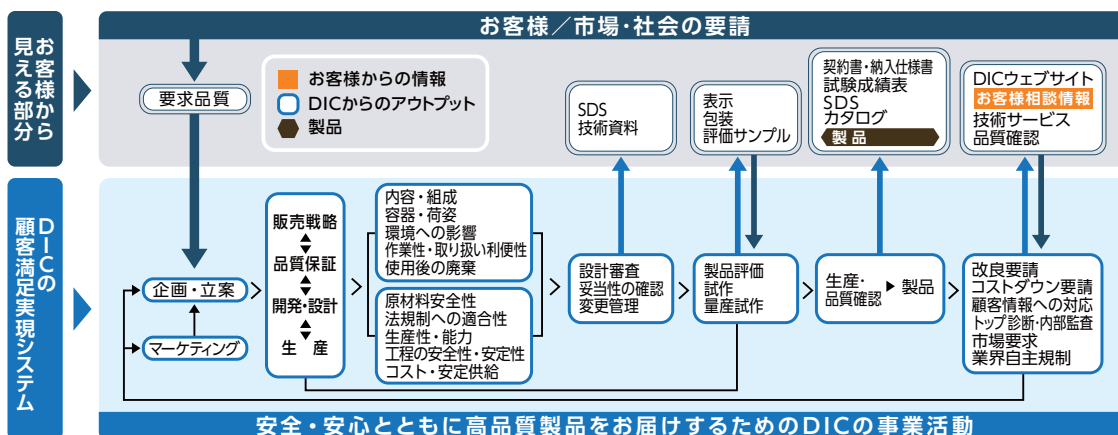 お客様／市場・社会の要請
お客様から
見える部分
要求品質
お客様からの情報
DICからのアウトプット
製品
SDS
技術資料
表示
包装
評価サンプル
契約書・納入仕様書
試験成績表
SDS
カタログ
製品
DICウェブサイト
お客様相談情報
技術サービス
品質確認
DICの
顧客満足実現システム
企画・立案
マーケティング
販売戦略
品質保証
開発・設計
生産
内容・組成
容器・荷姿
環境への影響
作業性・取り扱い利便性
使用後の廃棄
原材料安全性
法規制への適合性
生産性・能力
工程の安全性・安定性
コスト・安定供給
設計審査
妥当性の確認
変更管理
製品評価
試作
量産試作
生産・
品質確認
製品
改良要請
コストダウン要請
顧客情報への対応
トップ診断・内部監査
市場要求
業界自主規制
安全・安心とともに高品質製品をお届けするためのDICの事業活動